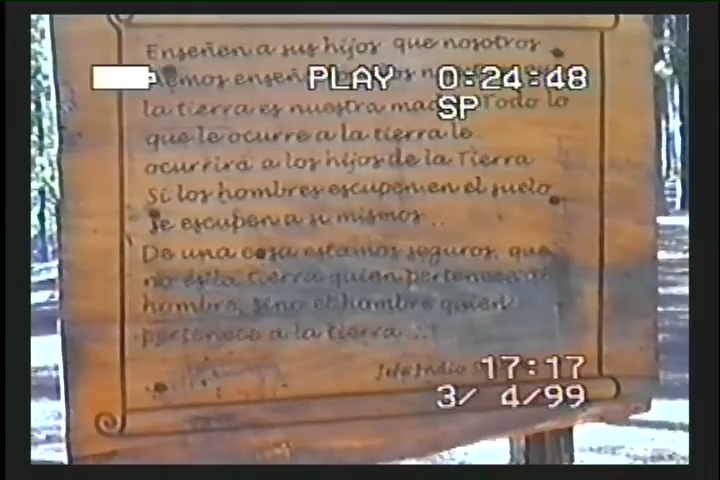 Enseñen a sus hijos que nosotros
hemos
PLAY 0:24:48
SP
la tierra es nuestra Todo lo
que le ocurre a la tierra le
ocurrirá a los hijos de la Tierra
Si los hombres escupen en el suelo
se escupen a si mismos..
De una cosa estamos seguros, que
no es la tierra quien pertenece al
hombre, sino el hombre quien
pertenece a la tierra ...
Jefe Indio
17:17
3/ 4/99